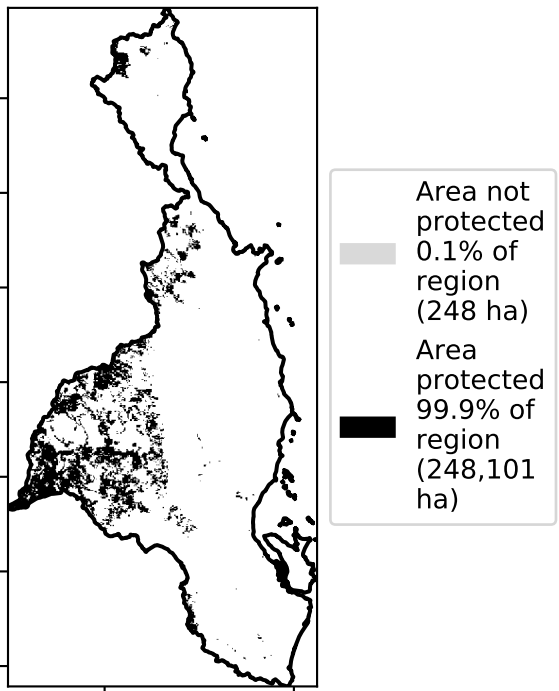 Area not
protected
0.1% of
region
(248 ha)
Area
protected
99.9% of
region
(248,101
ha)